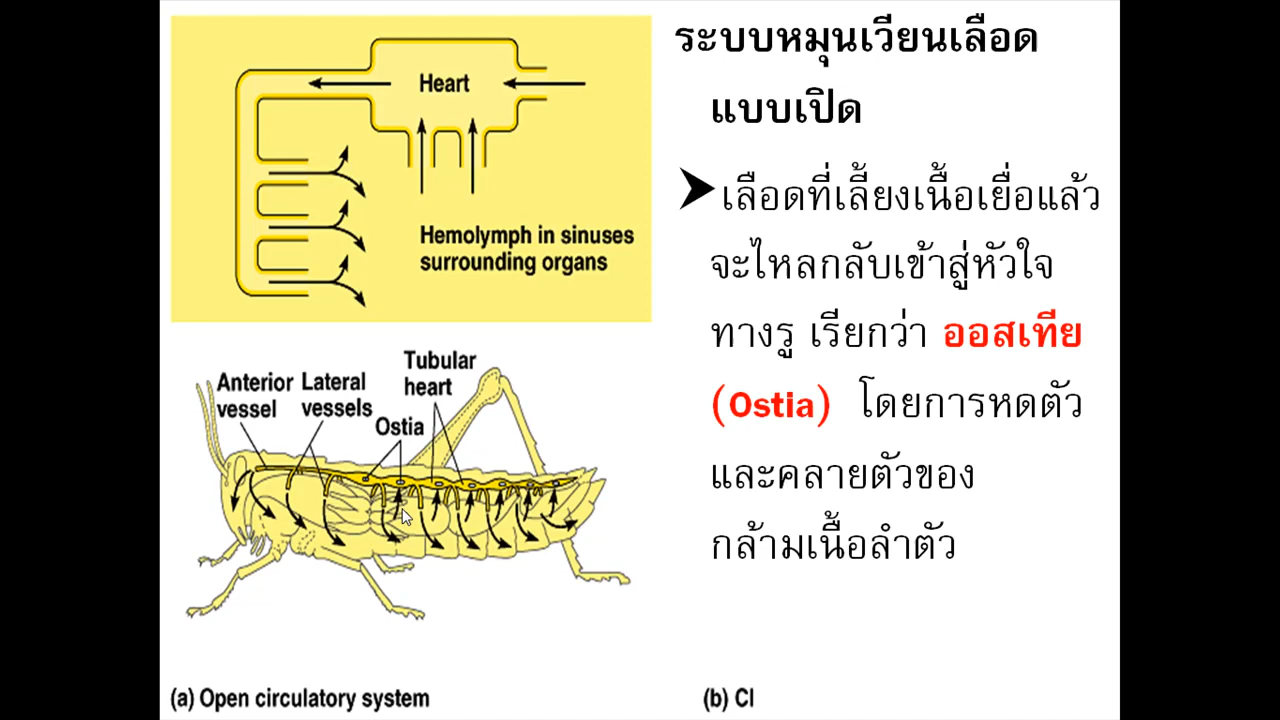 Heart
Hemolymph in sinuses
surrounding organs
Anterior
vessel
Lateral
vessels
Tubular
heart
Ostia
(a) Open circulatory system
ระบบหมุนเวียนเลือด
แบบเปิด
เลือดที่เลี้ยงเนื้อเยื่อแล้ว
จะไหลกลับเข้าสู่หัวใจ
ทางรู เรียกว่า ออสเทีย
(Ostia) โดยการหดตัว
และคลายตัวของ
กล้ามเนื้อลำตัว
(b) Cl